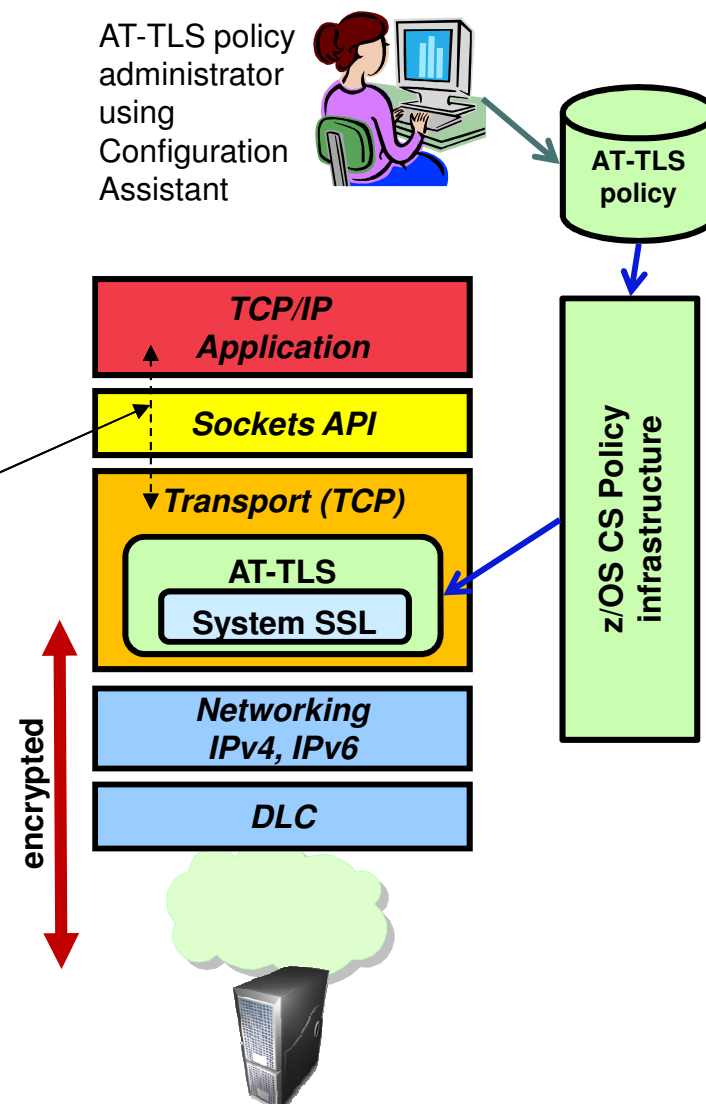 AT-TLS policy
administrator
using
Configuration
Assistant
AT-TLS
policy
TCP/IP
Application
Sockets API
Transport (TCP)
AT-TLS
System SSL
Networking
IPv4, IPv6
DLC
z/OS CS Policy
infrastructure
encrypted